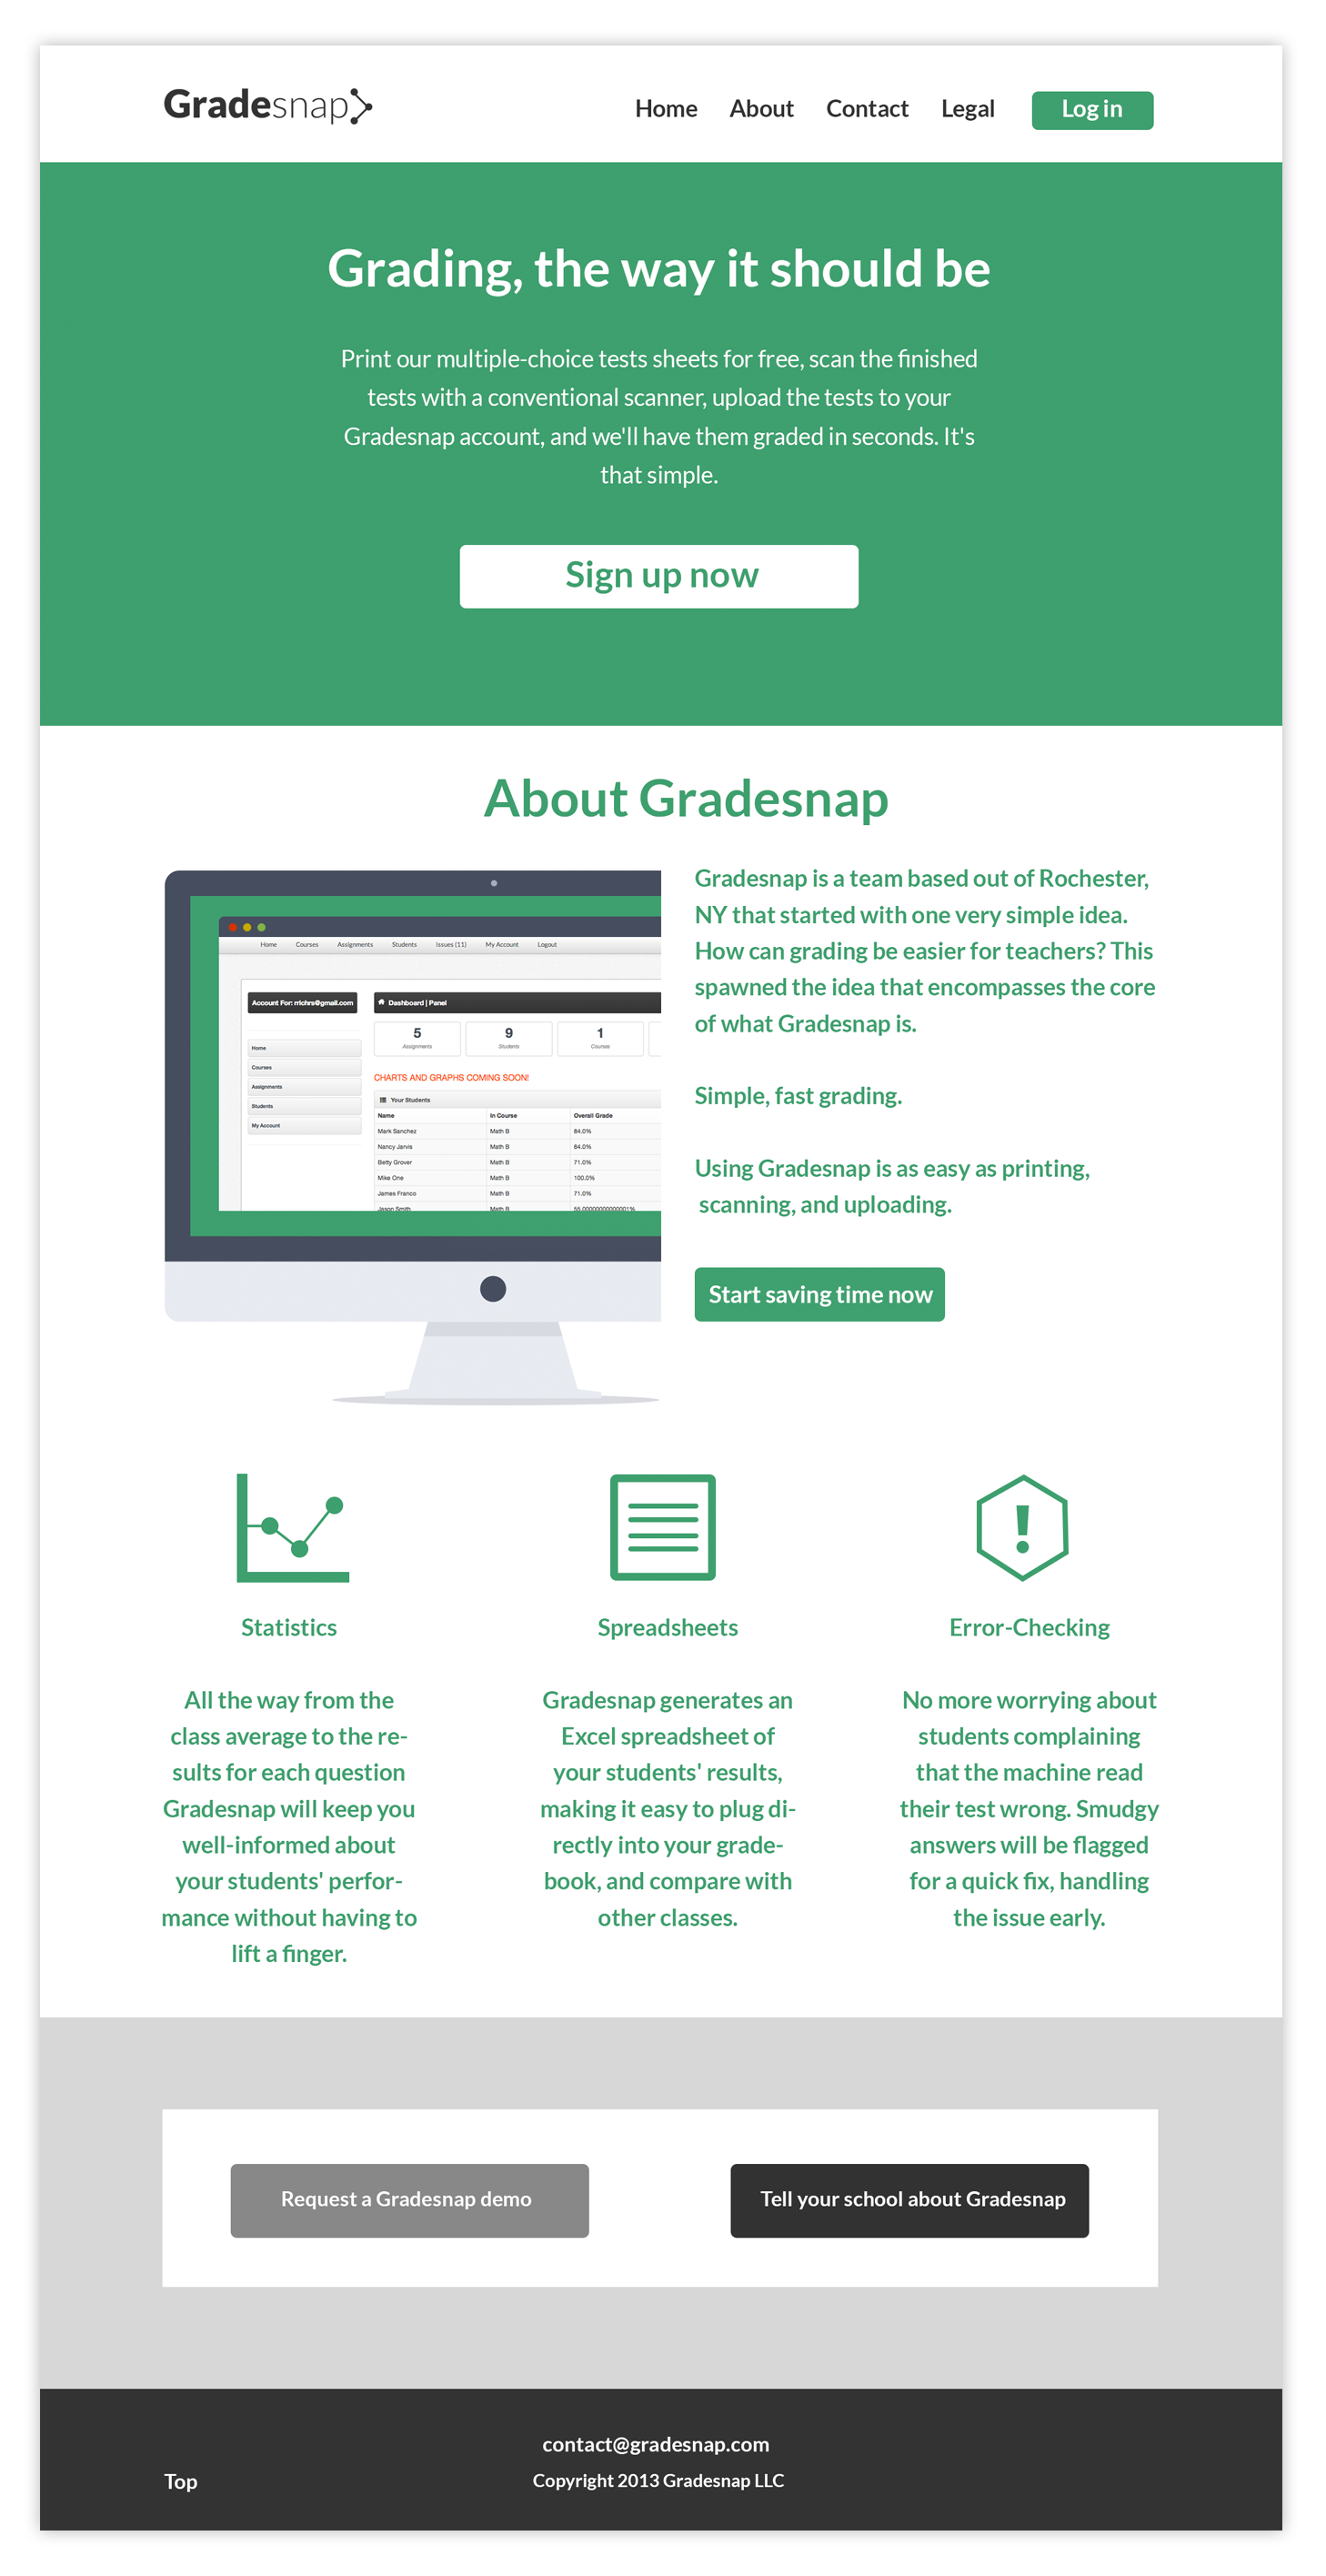 Gradesnap
Home About Contact Legal Log in
Grading, the way it should be
Print our multiple-choice tests sheets for free, scan the finished
tests with a conventional scanner, upload the tests to your
Gradesnap account, and we'll have them graded in seconds. It's
that simple.
Sign up now
About Gradesnap
Home Courses Assignments Students Issues (11) My Account Logout
Account For: rrichrs@gmail.com
Home
Courses
Assignments
Students
My Account
Dashboard | Panel
5 9 1
Assignments Students Courses
CHARTS AND GRAPHS COMING SOON!
Your Students
Name In Course Overall Grade
Mark Sanchez Math B 84.0%
Nancy Jarvis Math B 84.0%
Betty Grover Math B 71.0%
Mike One Math B 100.0%
James Franco Math B 71.0%
Jason Smith Math B
Gradesnap is a team based out of Rochester,
NY that started with one very simple idea.
How can grading be easier for teachers? This
spawned the idea that encompasses the core
of what Gradesnap is.
Simple, fast grading.
Using Gradesnap is as easy as printing,
scanning, and uploading.
Start saving time now
Statistics
All the way from the
class average to the re-
sults for each question
Gradesnap will keep you
well-informed about
your students' perfor-
mance without having to
lift a finger.
Spreadsheets
Gradesnap generates an
Excel spreadsheet of
your students' results,
making it easy to plug di-
rectly into your grade-
book, and compare with
other classes.
Error-Checking
No more worrying about
students complaining
that the machine read
their test wrong. Smudgy
answers will be flagged
for a quick fix, handling
the issue early.
Request a Gradesnap demo
Tell your school about Gradesnap
contact@gradesnap.com
Top
Copyright 2013 Gradesnap LLC